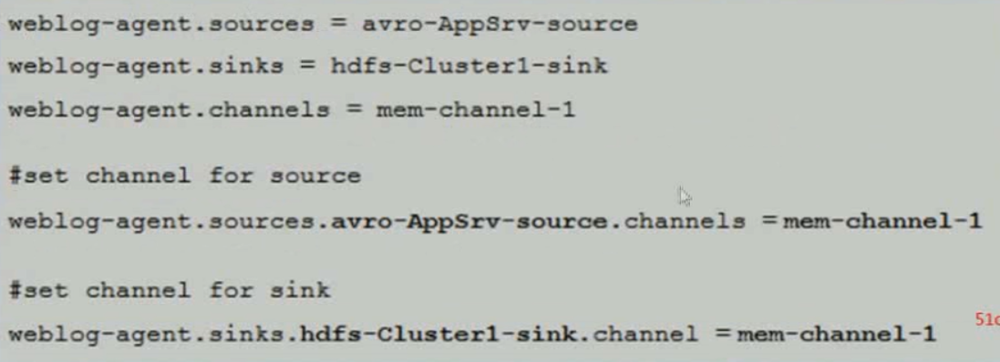 weblog-agent.sources = avro-AppSrv-source
weblog-agent.sinks = hdfs-Cluster1-sink
weblog-agent.channels = mem-channel-1
#set channel for source
weblog-agent.sources.avro-AppSrv-source.channels =mem-channel-1
#set channel for sink
weblog-agent.sinks.hdfs-Cluster1-sink.channel =mem-channel-1